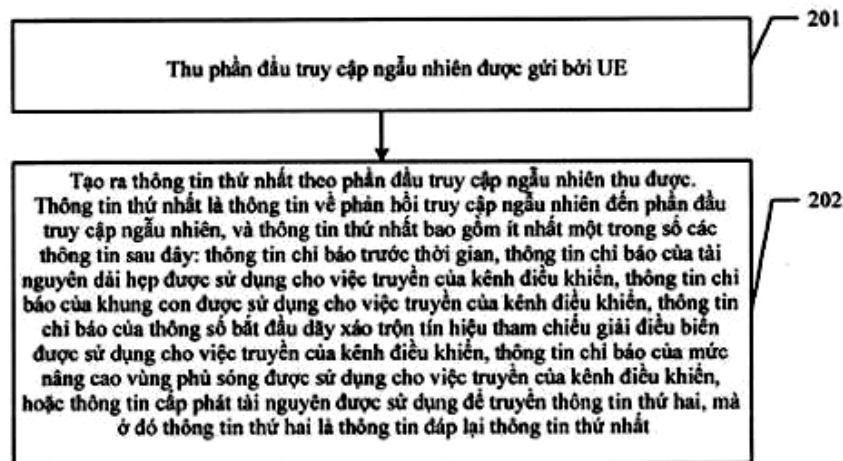 201
Thu phần đầu truy cập ngẫu nhiên được gửi bởi UE
202
Tạo ra thông tin thứ nhất theo phần đầu truy cập ngẫu nhiên thu được.
Thông tin thứ nhất là thông tin về phản hồi truy cập ngẫu nhiên đến phần đầu
truy cập ngẫu nhiên, và thông tin thứ nhất bao gồm ít nhất một trong số các
thông tin sau đây: thông tin chỉ báo trước thời gian, thông tin chỉ báo của tài
nguyên dải hẹp được sử dụng cho việc truyền của kênh điều khiển, thông tin chỉ
báo của khung con được sử dụng cho việc truyền của kênh điều khiển, thông tin
chỉ báo của thông số bắt đầu dãy xáo trộn tín hiệu tham chiếu giải điều biến
được sử dụng cho việc truyền của kênh điều khiển, thông tin chỉ báo của mức
nâng cao vùng phủ sóng được sử dụng cho việc truyền của kênh điều khiển,
hoặc thông tin cấp phát tài nguyên được sử dụng để truyền thông tin thứ hai, mà
ở đó thông tin thứ hai là thông tin đáp lại thông tin thứ nhất